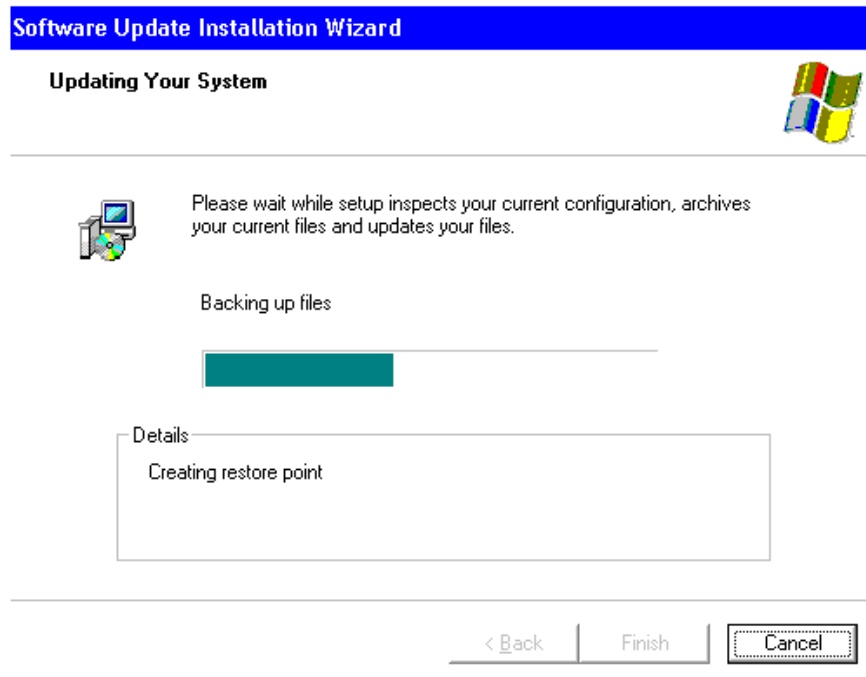 Software Update Installation Wizard
Updating Your System
Please wait while setup inspects your current configuration, archives
your current files and updates your files.
Backing up files
Details
Creating restore point
< Back
Finish
Cancel